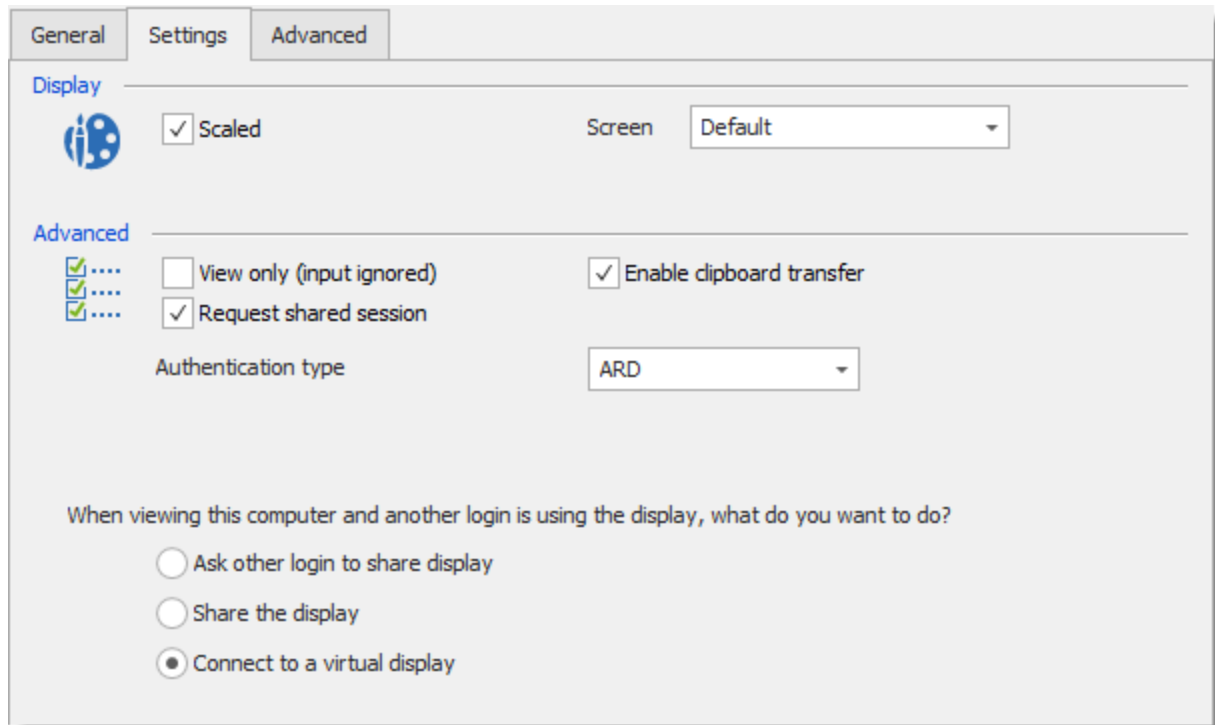 General Settings Advanced
Display
Scaled Screen Default
Advanced
View only (input ignored) Enable clipboard transfer
Request shared session
Authentication type ARD
When viewing this computer and another login is using the display, what do you want to do?
Ask other login to share display
Share the display
Connect to a virtual display